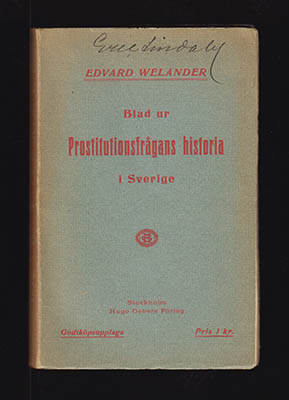 EDVARD WELANDER
Blad ur
Prostitutionsfrågans historia
i Sverige
Stockholm
Hugo Gebers Förlag
Godtköpsupplaga
Pris 1 kr.